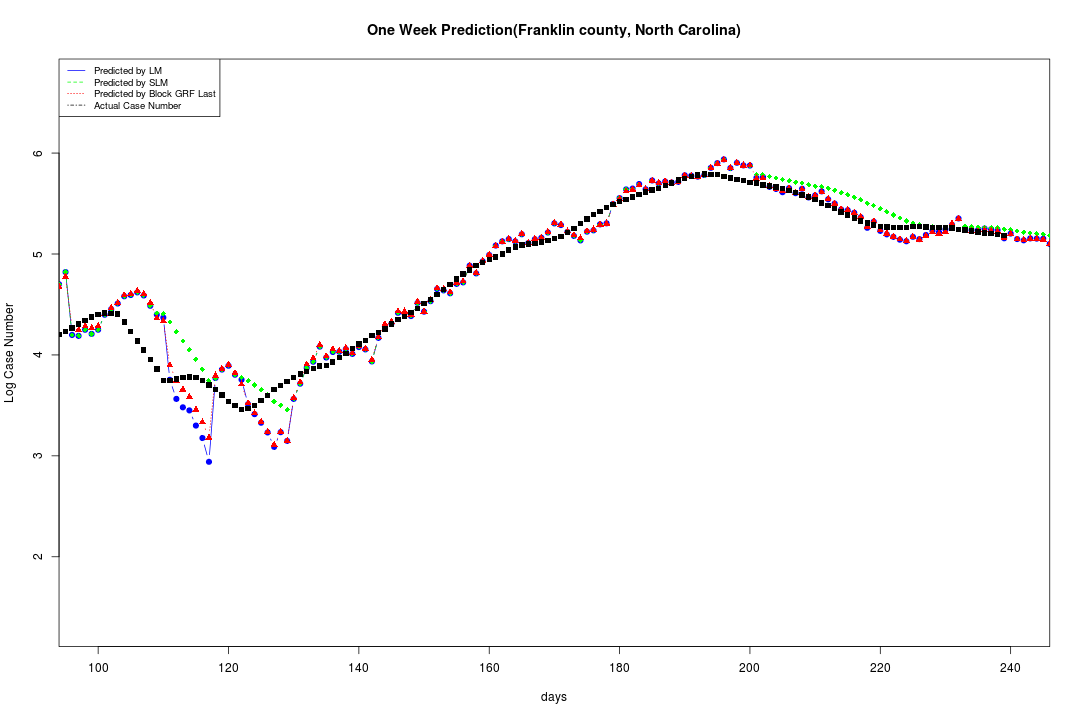 One Week Prediction(Franklin county, North Carolina)
Predicted by LM
Predicted by SLM
Predicted by Block GRF Last
Actual Case Number
6
5
4
3
2
Log Case Number
100 120 140 160 180 200 220 240
days